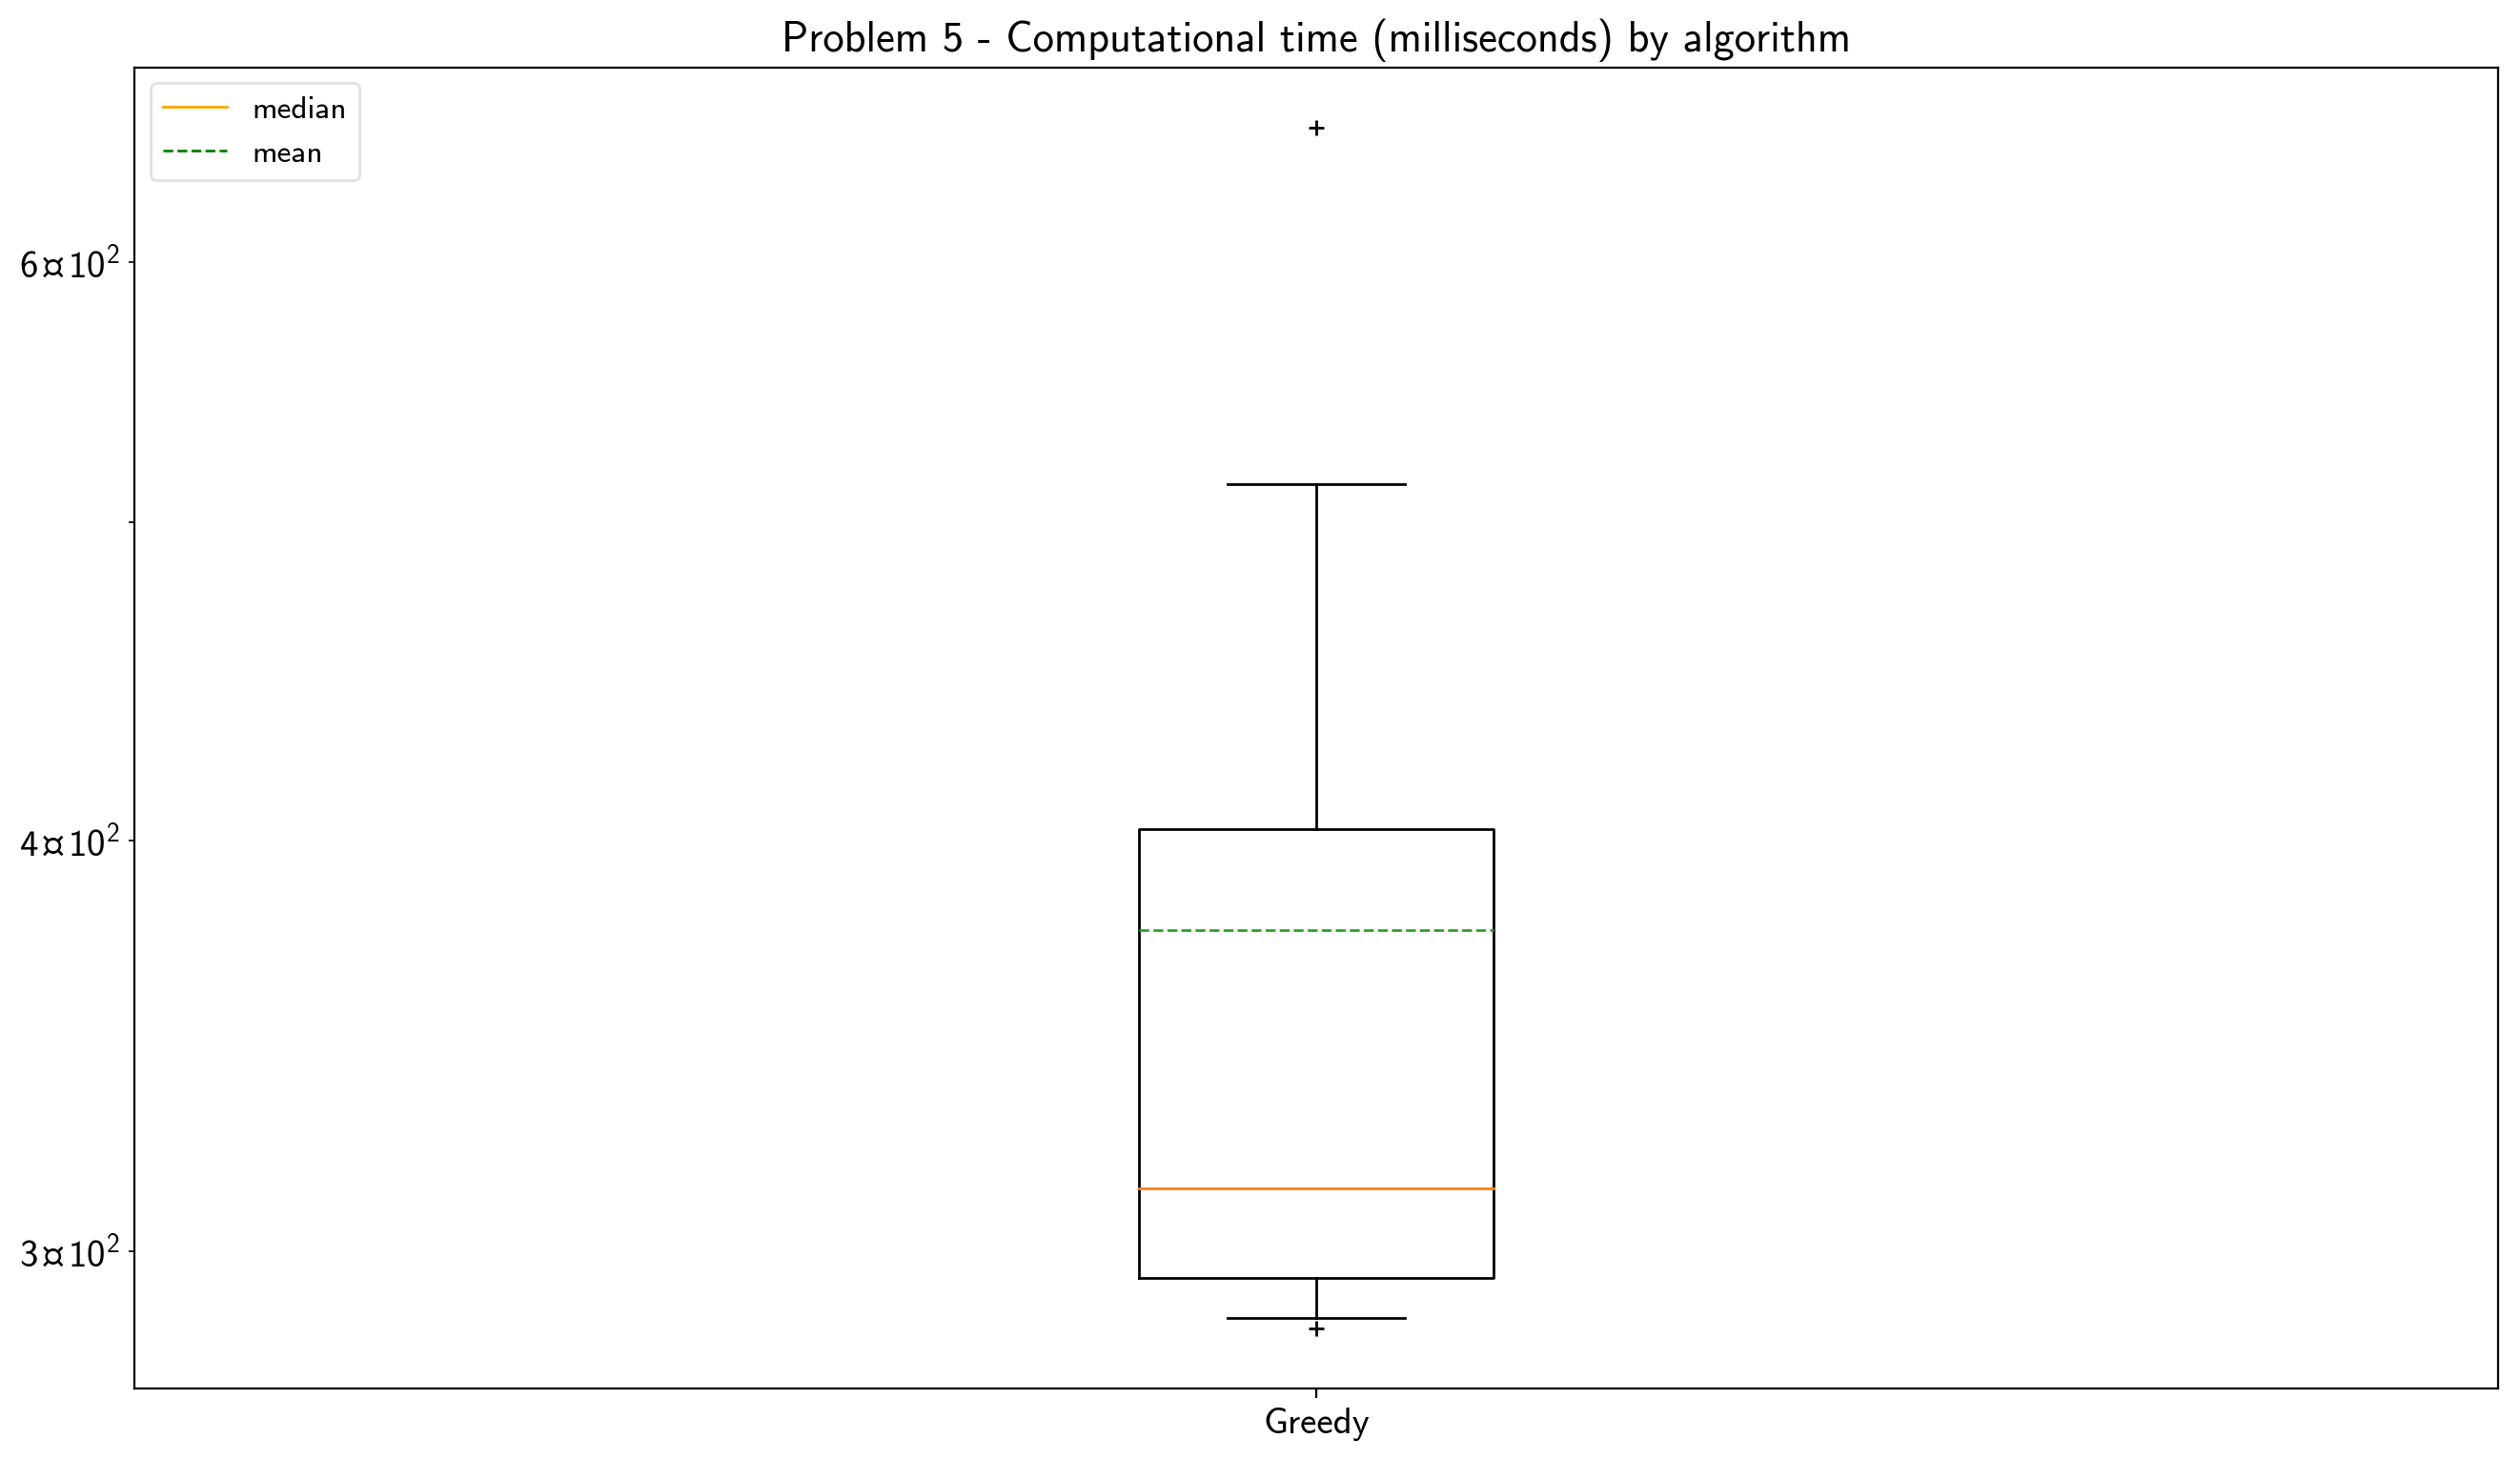 Problem 5 - Computational time (milliseconds) by algorithm
median
mean
6¤10²
4¤10²
3¤10²
Greedy